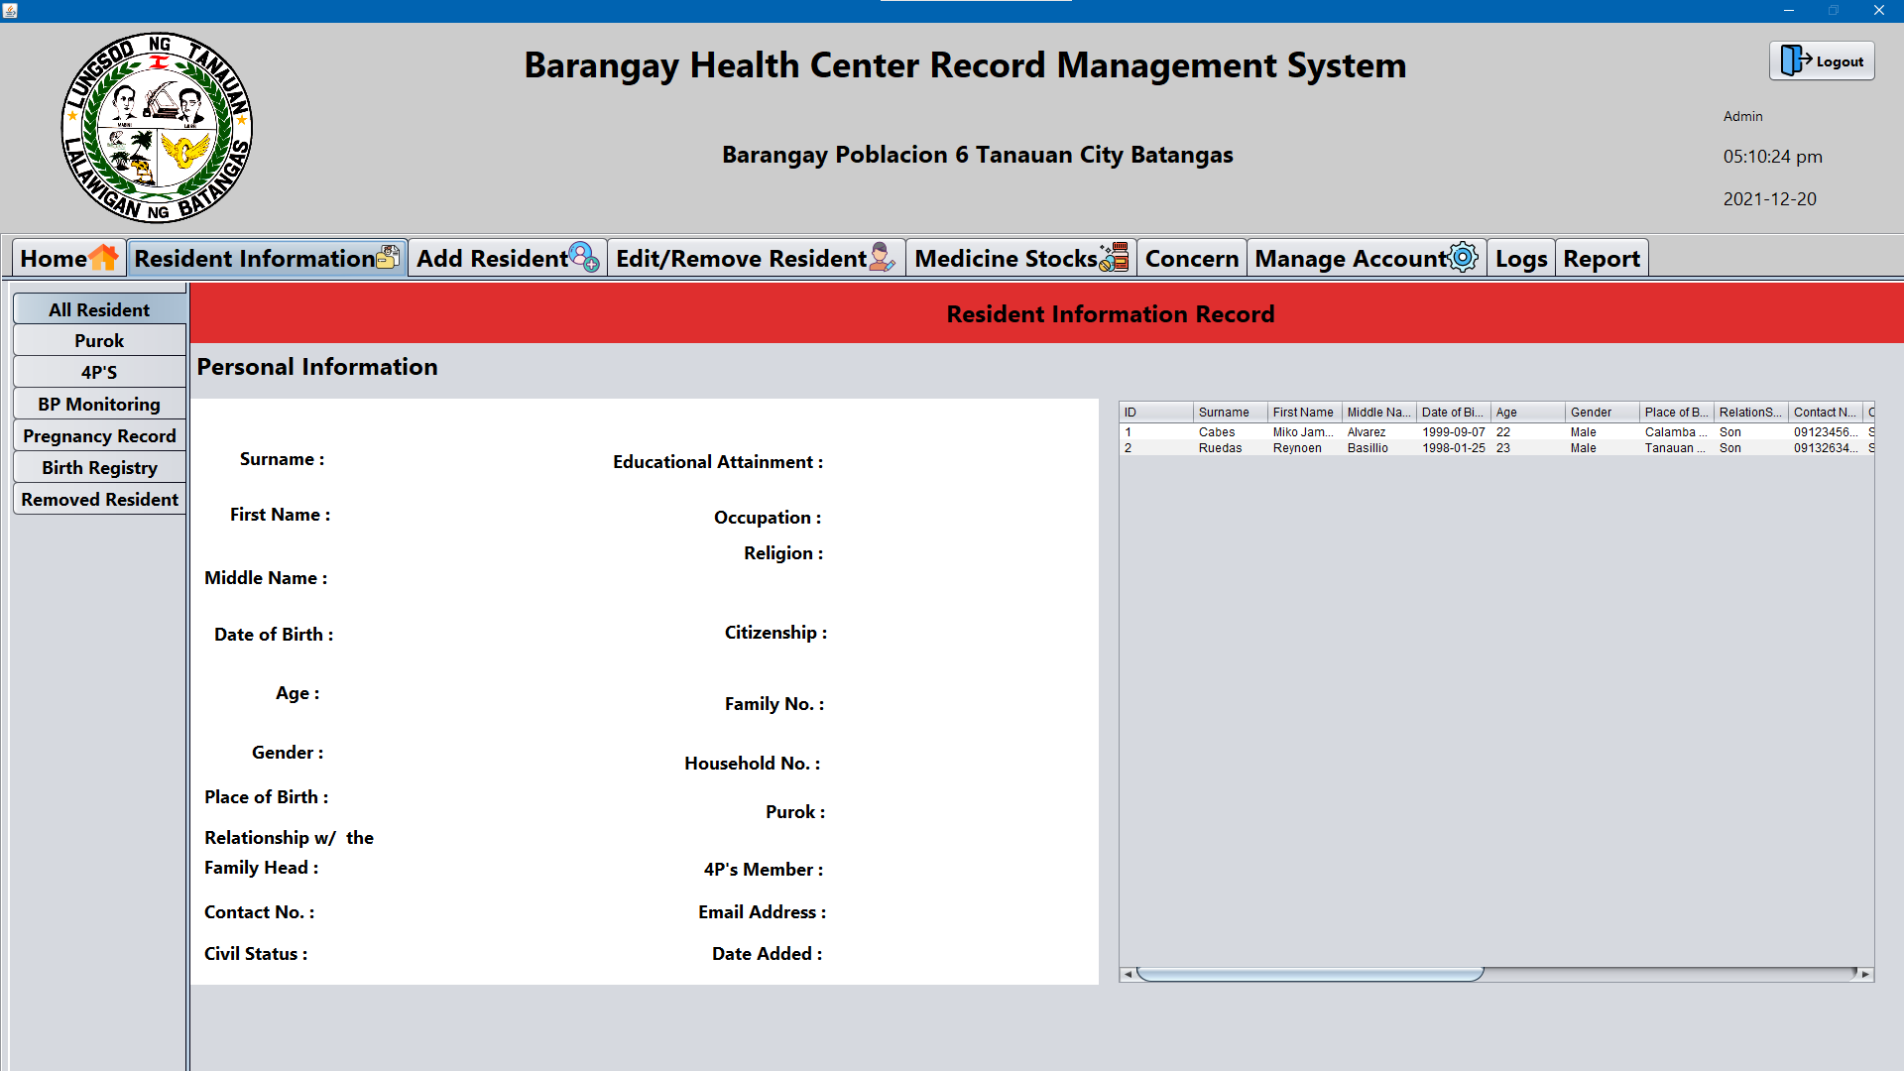 LUNGSOD NG TANAUAN
LALAWIGAN NG BATANGAS
MABINI
LAUREL
Barangay Health Center Record Management System
Barangay Poblacion 6 Tanauan City Batangas
Logout
Admin
05:10:24 pm
2021-12-20
Home Resident Information Add Resident Edit/Remove Resident Medicine Stocks Concern Manage Account Logs Report
All Resident
Purok
4P'S
BP Monitoring
Pregnancy Record
Birth Registry
Removed Resident
Resident Information Record
Personal Information
Surname :
First Name :
Middle Name :
Date of Birth :
Age :
Gender :
Place of Birth :
Relationship w/ the
Family Head :
Contact No. :
Civil Status :
Educational Attainment :
Occupation :
Religion :
Citizenship :
Family No. :
Household No. :
Purok :
4P's Member :
Email Address :
Date Added :
ID Surname First Name Middle Na... Date of Bi... Age Gender Place of B... RelationS... Contact N... C
1 Cabes Miko Jam... Alvarez 1999-09-07 22 Male Calamba ... Son 09123456... S
2 Ruedas Reynoen Basillio 1998-01-25 23 Male Tanauan ... Son 09132634... S